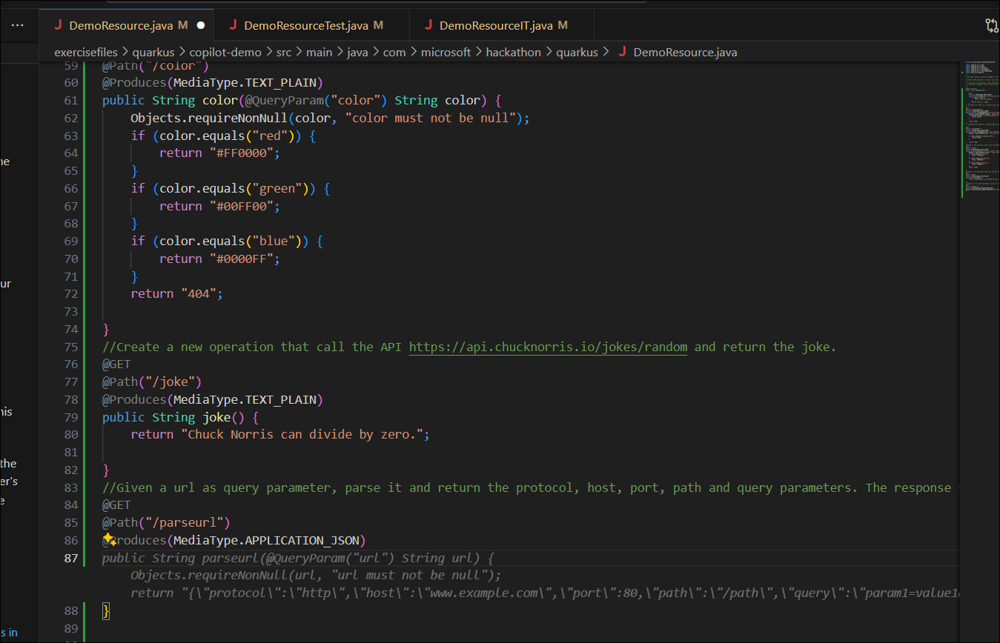 DemoResource.java M
DemoResourceTest.java M
DemoResourceIT.java M
exercisefiles > quarkus > copilot-demo > src > main > java > com > microsoft > hackathon > quarkus > DemoResource.java
59 @Path("/color")
60 @Produces(MediaType.TEXT_PLAIN)
61 public String color(@QueryParam("color") String color) {
62 Objects.requireNonNull(color, "color must not be null");
63 if (color.equals("red")) {
64 return "#FF0000";
65 }
66 if (color.equals("green")) {
67 return "#00FF00";
68 }
69 if (color.equals("blue")) {
70 return "#0000FF";
71 }
72 return "404";
73
74 }
75 //Create a new operation that call the API https://api.chucknorris.io/jokes/random and return the joke.
76 @GET
77 @Path("/joke")
78 @Produces(MediaType.TEXT_PLAIN)
79 public String joke() {
80 return "Chuck Norris can divide by zero.";
81
82 }
83 //Given a url as query parameter, parse it and return the protocol, host, port, path and query parameters. The response
84 @GET
85 @Path("/parseurl")
86 @Produces(MediaType.APPLICATION_JSON)
87 public String parseurl(@QueryParam("url") String url) {
Objects.requireNonNull(url, "url must not be null");
return "{\"protocol\":\"http\",\"host\":\"www.example.com\",\"port\":80,\"path\":\"/path\",\"query\":\"param1=value1&
88 }
89
ne
ur
his
the
er's
e
s in